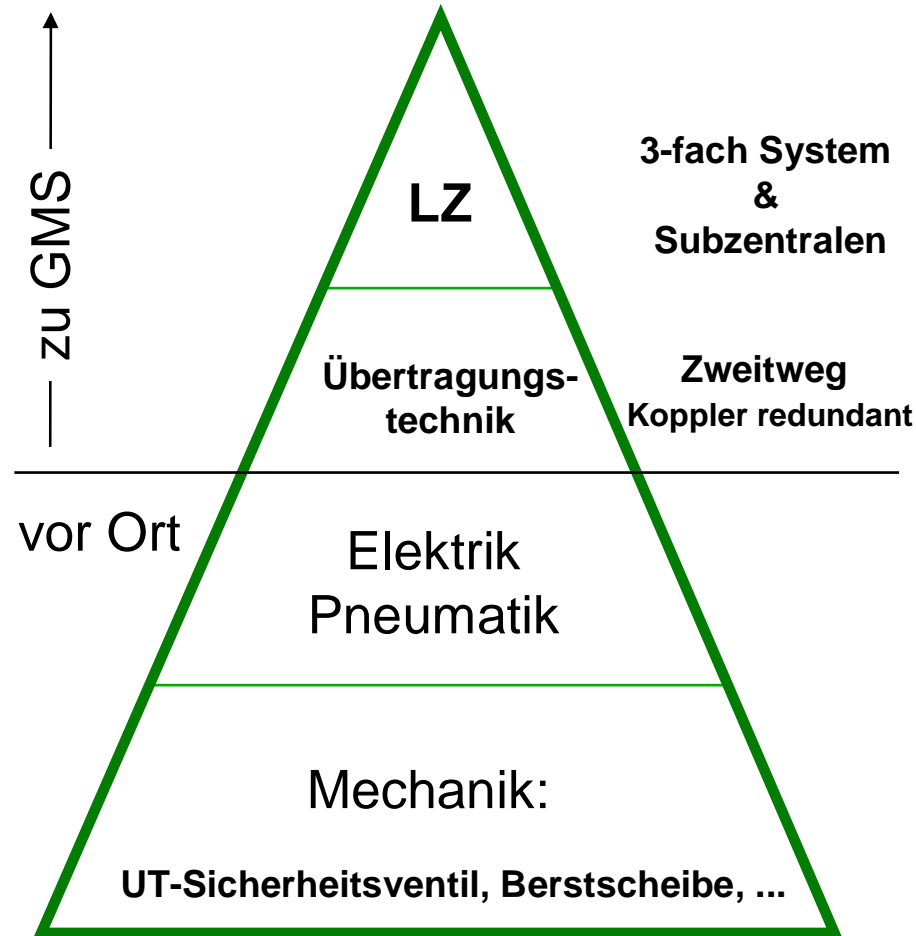 zu GMS
LZ
3-fach System
&
Subzentralen
Übertragungs-
technik
Zweitweg
Koppler redundant
vor Ort
Elektrik
Pneumatik
Mechanik:
UT-Sicherheitsventil, Berstscheibe, ...